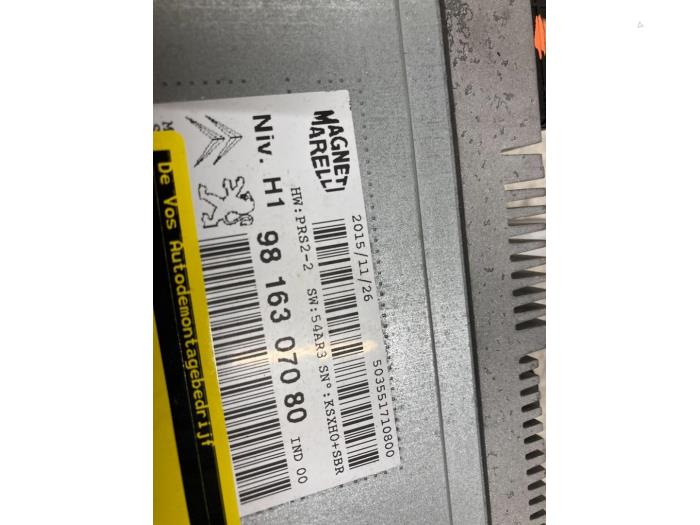 MAGNETI
MARELLI
2015/11/26
503551710800
HW:PRS2-2 SW:54AR3 SN°:KSXH0+SBR
Niv. H1 98 163 070 80 IND 00
De Vos Autodemontagebedrijf